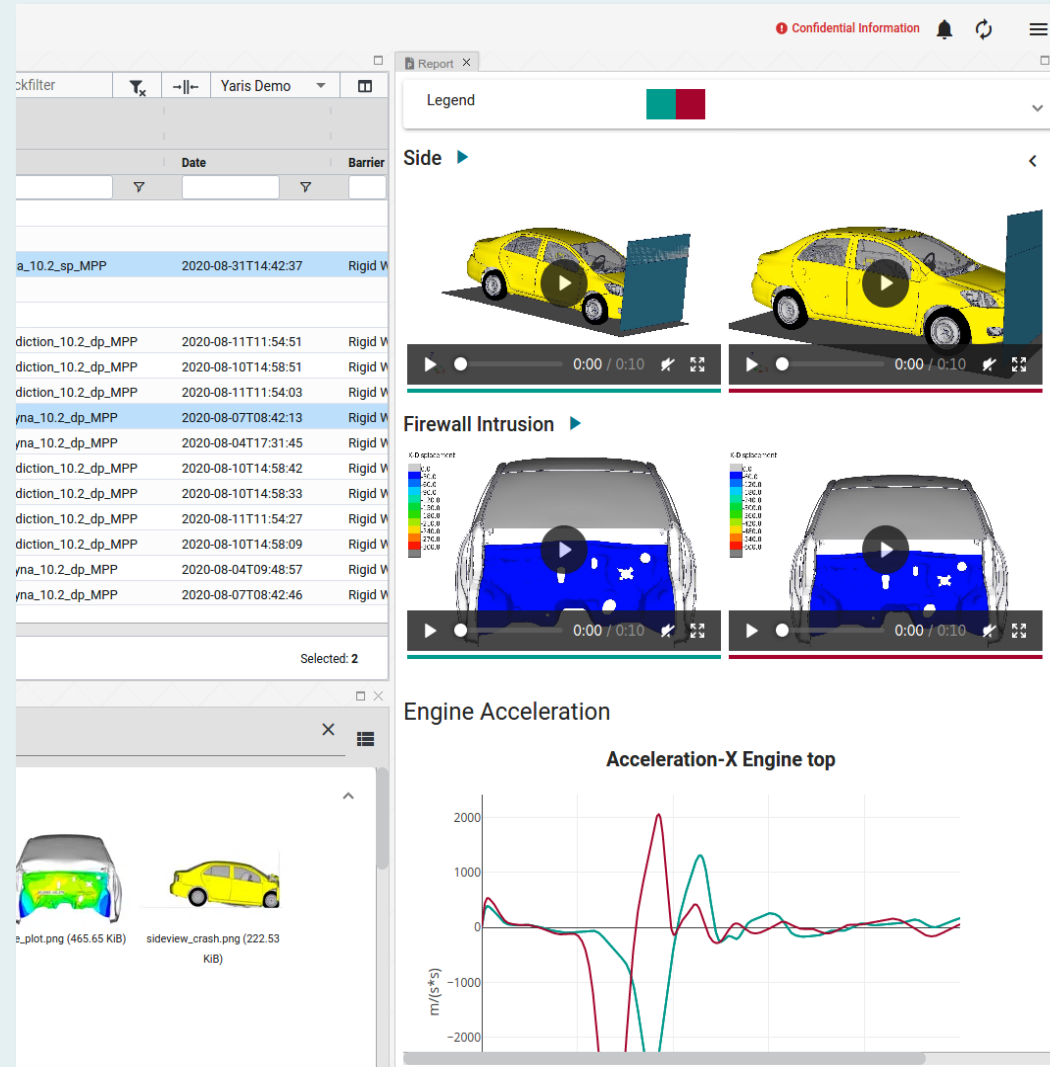 Confidential Information
Report
ckfilter
Yaris Demo
Legend
Date
Barrier
Side
a_10.2_sp_MPP 2020-08-31T14:42:37 Rigid W
diction_10.2_dp_MPP 2020-08-11T11:54:51 Rigid W
diction_10.2_dp_MPP 2020-08-10T14:58:51 Rigid W
diction_10.2_dp_MPP 2020-08-11T11:54:03 Rigid W
yna_10.2_dp_MPP 2020-08-07T08:42:13 Rigid W
yna_10.2_dp_MPP 2020-08-04T17:31:45 Rigid W
diction_10.2_dp_MPP 2020-08-10T14:58:42 Rigid W
diction_10.2_dp_MPP 2020-08-10T14:58:33 Rigid W
diction_10.2_dp_MPP 2020-08-11T11:54:27 Rigid W
diction_10.2_dp_MPP 2020-08-10T14:58:09 Rigid W
yna_10.2_dp_MPP 2020-08-04T09:48:57 Rigid W
yna_10.2_dp_MPP 2020-08-07T08:42:46 Rigid W
Selected: 2
0:00 / 0:10
0:00 / 0:10
Firewall Intrusion
X-Displacement
X-Displacement
0:00 / 0:10
0:00 / 0:10
e_plot.png (465.65 KiB)
sideview_crash.png (222.53
KiB)
Engine Acceleration
Acceleration-X Engine top
2000
1000
0
−1000
−2000
m/(s*s)